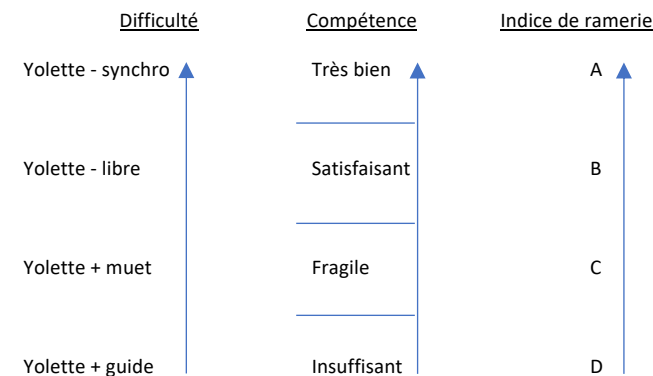 Difficulté Compétence Indice de ramerie
Yolette - synchro Très bien A
Yolette - libre Satisfaisant B
Yolette + muet Fragile C
Yolette + guide Insuffisant D